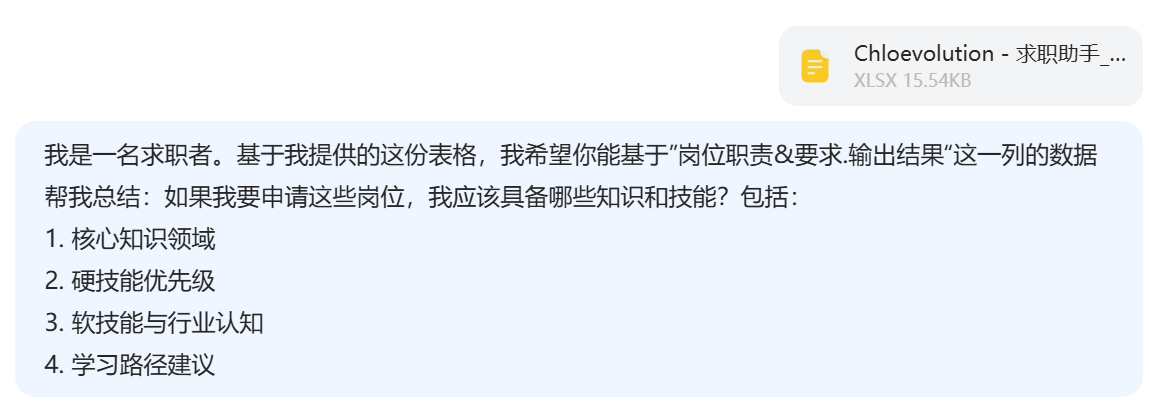 Chloevolution - 求职助手_...
XLSX 15.54KB
我是一名求职者。基于我提供的这份表格，我希望你能基于”岗位职责&要求.输出结果“这一列的数据
帮我总结：如果我要申请这些岗位，我应该具备哪些知识和技能？包括：
1. 核心知识领域
2. 硬技能优先级
3. 软技能与行业认知
4. 学习路径建议